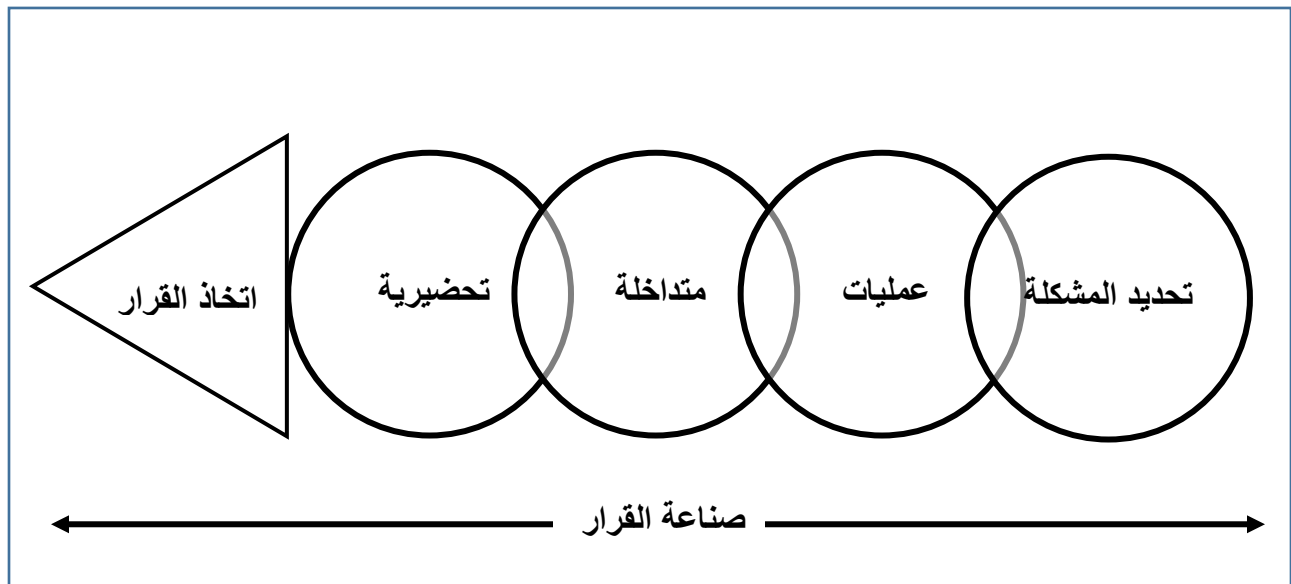 تحديد المشكلة
عمليات
متداخلة
تحضيرية
اتخاذ القرار
صناعة القرار